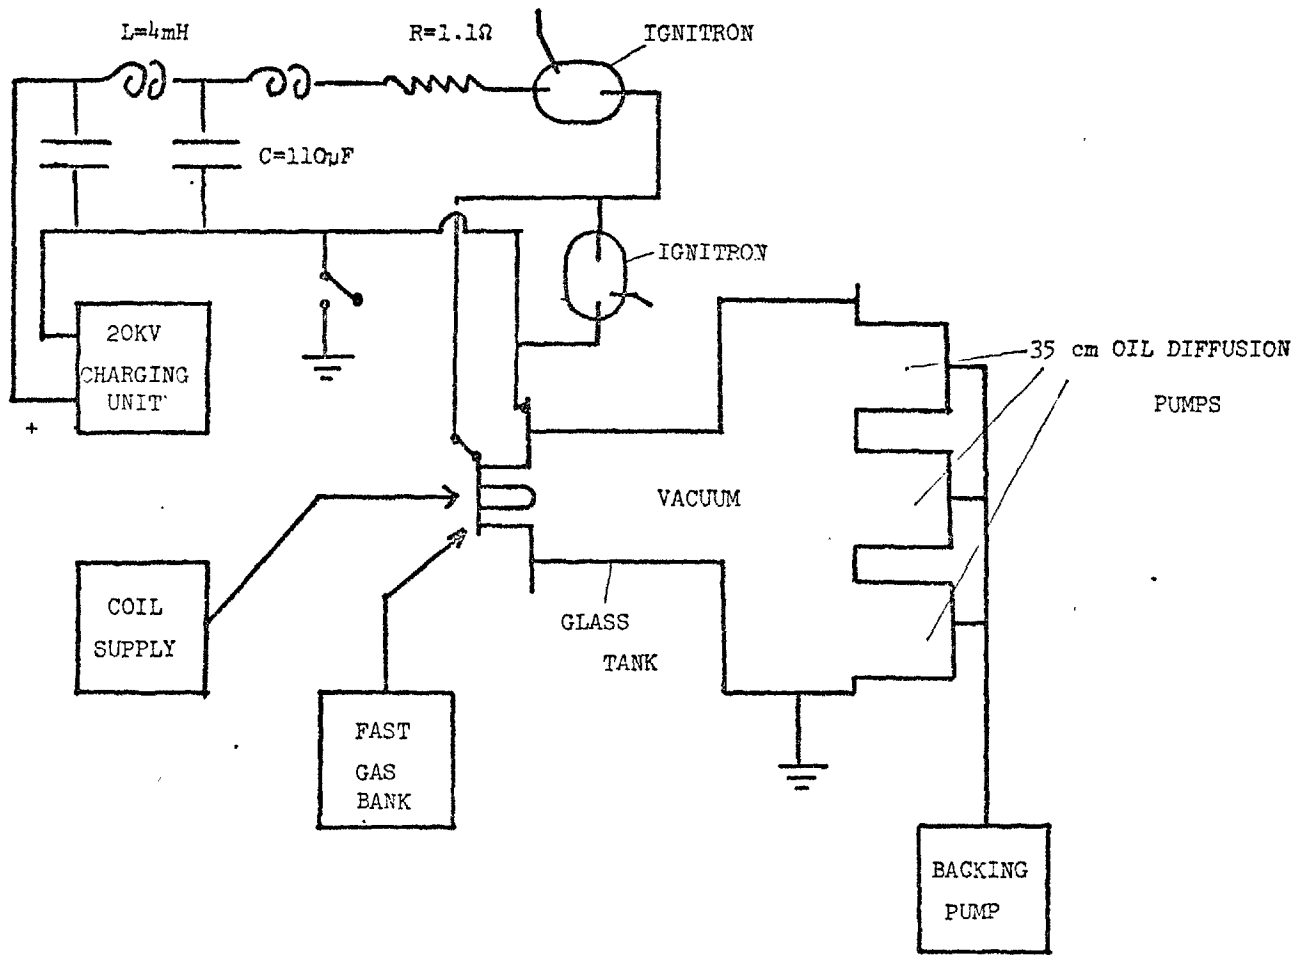 L=4mH
R=1.1Ω
IGNITRON
C=110µF
IGNITRON
20KV
CHARGING
UNIT
+
35 cm OIL DIFFUSION
PUMPS
VACUUM
COIL
SUPPLY
GLASS
TANK
FAST
GAS
BANK
BACKING
PUMP